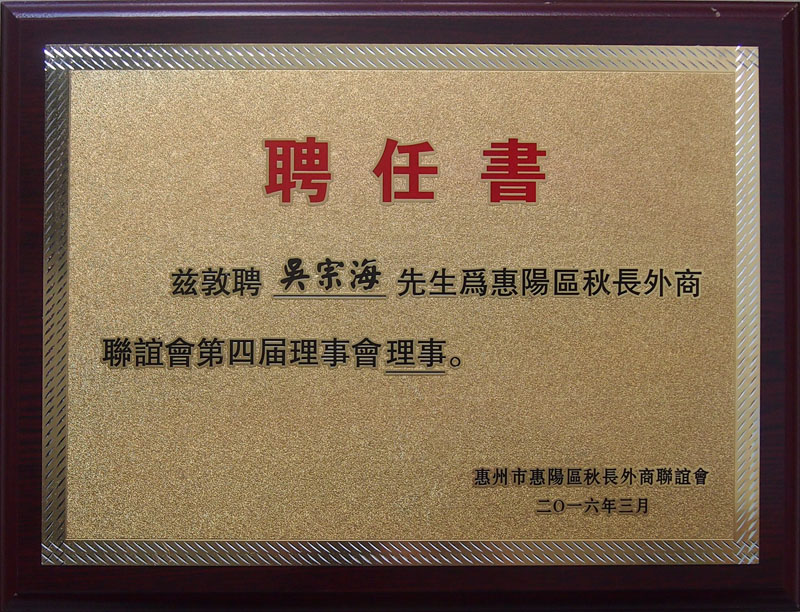 聘任書
兹敦聘 吳宗海 先生爲惠陽區秋長外商
聯誼會第四届理事會理事。
惠州市惠陽區秋長外商聯誼會
二〇一六年三月